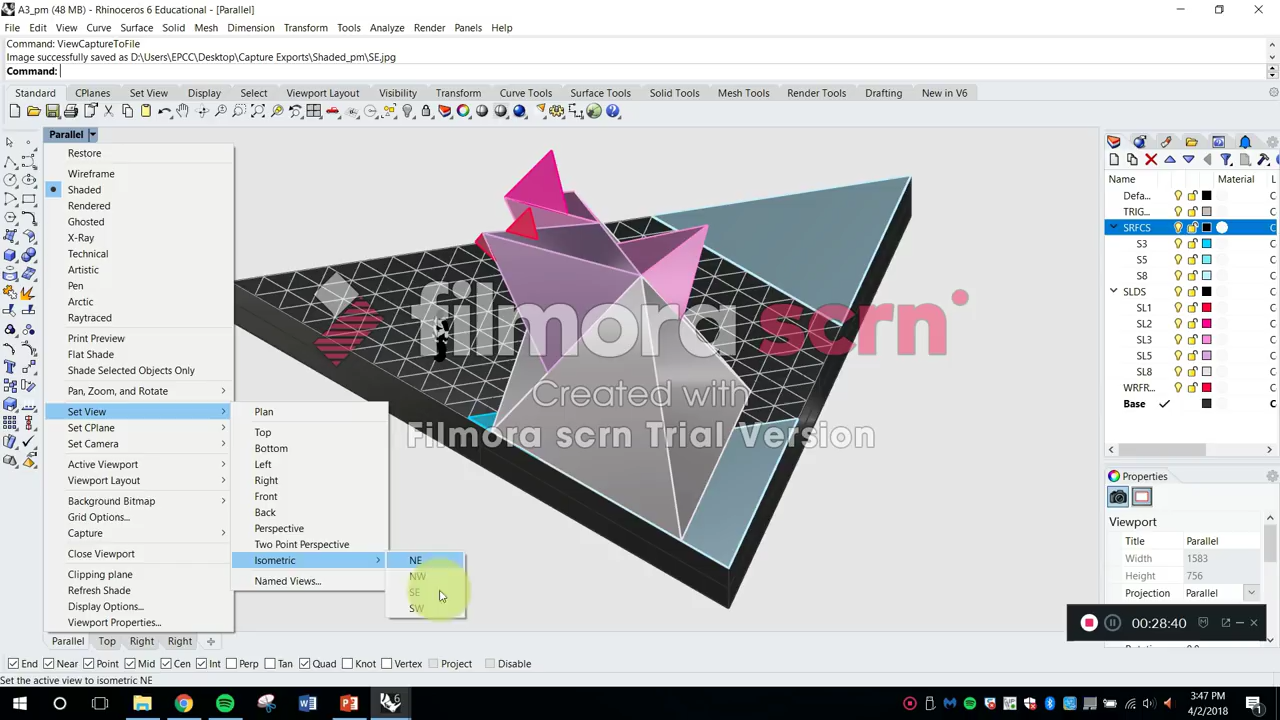 A3_pm (48 MB) - Rhinoceros 6 Educational - [Parallel]
File Edit View Curve Surface Solid Mesh Dimension Transform Tools Analyze Render Panels Help
Command: ViewCaptureToFile
Image successfully saved as D:\Users\EPCC\Desktop\Capture Exports\Shaded_pm\SE.jpg
Command:
Standard CPlanes Set View Display Select Viewport Layout Visibility Transform Curve Tools Surface Tools Solid Tools Mesh Tools Render Tools Drafting New in V6
Parallel
Restore
Wireframe
Shaded
Rendered
Ghosted
X-Ray
Technical
Artistic
Pen
Arctic
Raytraced
Print Preview
Flat Shade
Shade Selected Objects Only
Pan, Zoom, and Rotate
Set View
Set CPlane
Set Camera
Active Viewport
Viewport Layout
Background Bitmap
Grid Options...
Capture
Close Viewport
Clipping plane
Refresh Shade
Display Options...
Viewport Properties...
Plan
Top
Bottom
Left
Right
Front
Back
Perspective
Two Point Perspective
Isometric
Named Views...
NE
NW
SE
SW
filmora scrn
Created with
Filmora scrn Trial Version
Name Material L
Defa...
TRIG... C
SRFCS C
S3 C
S5 C
S8 C
SLDS
SL1 C
SL2 C
SL3 C
SL5 C
SL8 C
WRFR... C
Base C
Properties
Viewport
Title Parallel
Width 1583
Height 756
Projection Parallel
00:28:40
Parallel Top Right Right
End Near Point Mid Cen Int Perp Tan Quad Knot Vertex Project Disable
Set the active view to isometric NE
3:47 PM
4/2/2018